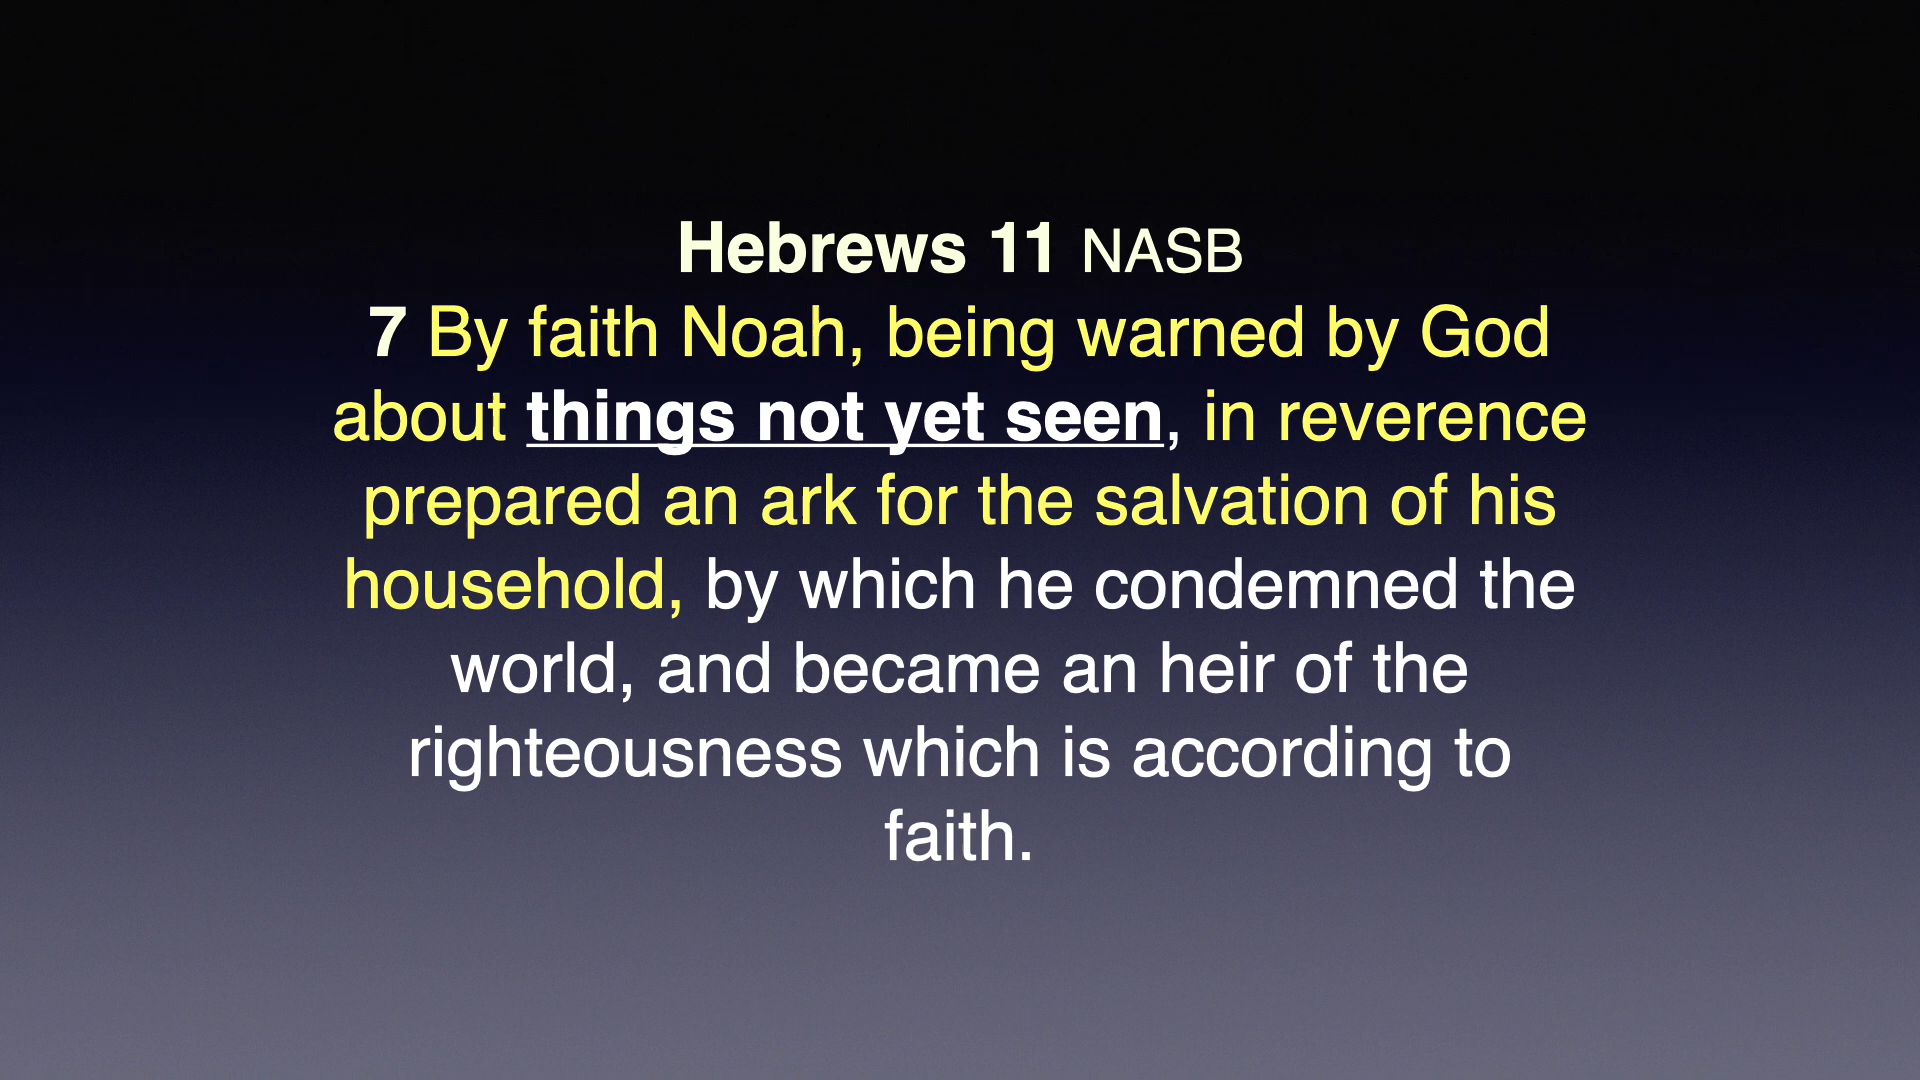 Hebrews 11 NASB
7 By faith Noah, being warned by God
about things not yet seen, in reverence
prepared an ark for the salvation of his
household, by which he condemned the
world, and became an heir of the
righteousness which is according to
faith.